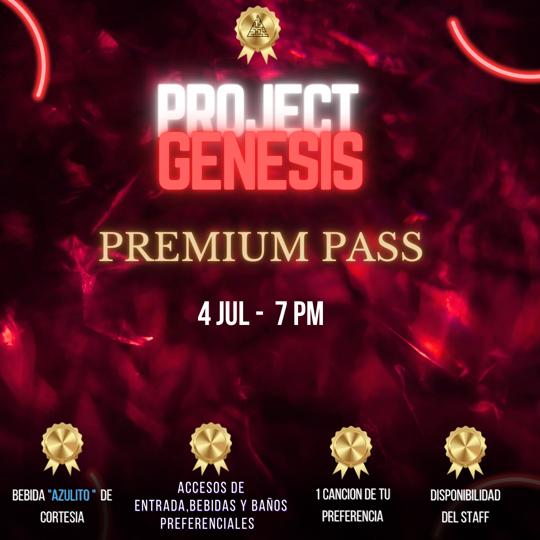 PROJECT
GENESIS
PREMIUM PASS
4 JUL - 7 PM
BEBIDA "AZULITO" DE
CORTESIA
ACCESOS DE
ENTRADA,BEBIDAS Y BAÑOS
PREFERENCIALES
1 CANCION DE TU
PREFERENCIA
DISPONIBILIDAD
DEL STAFF